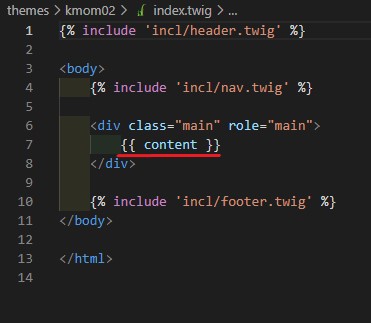 themes > kmom02 > index.twig > ...
1 {% include 'incl/header.twig' %}
2
3 <body>
4 {% include 'incl/nav.twig' %}
5
6 <div class="main" role="main">
7 {{ content }}
8 </div>
9
10 {% include 'incl/footer.twig' %}
11 </body>
12
13 </html>
14